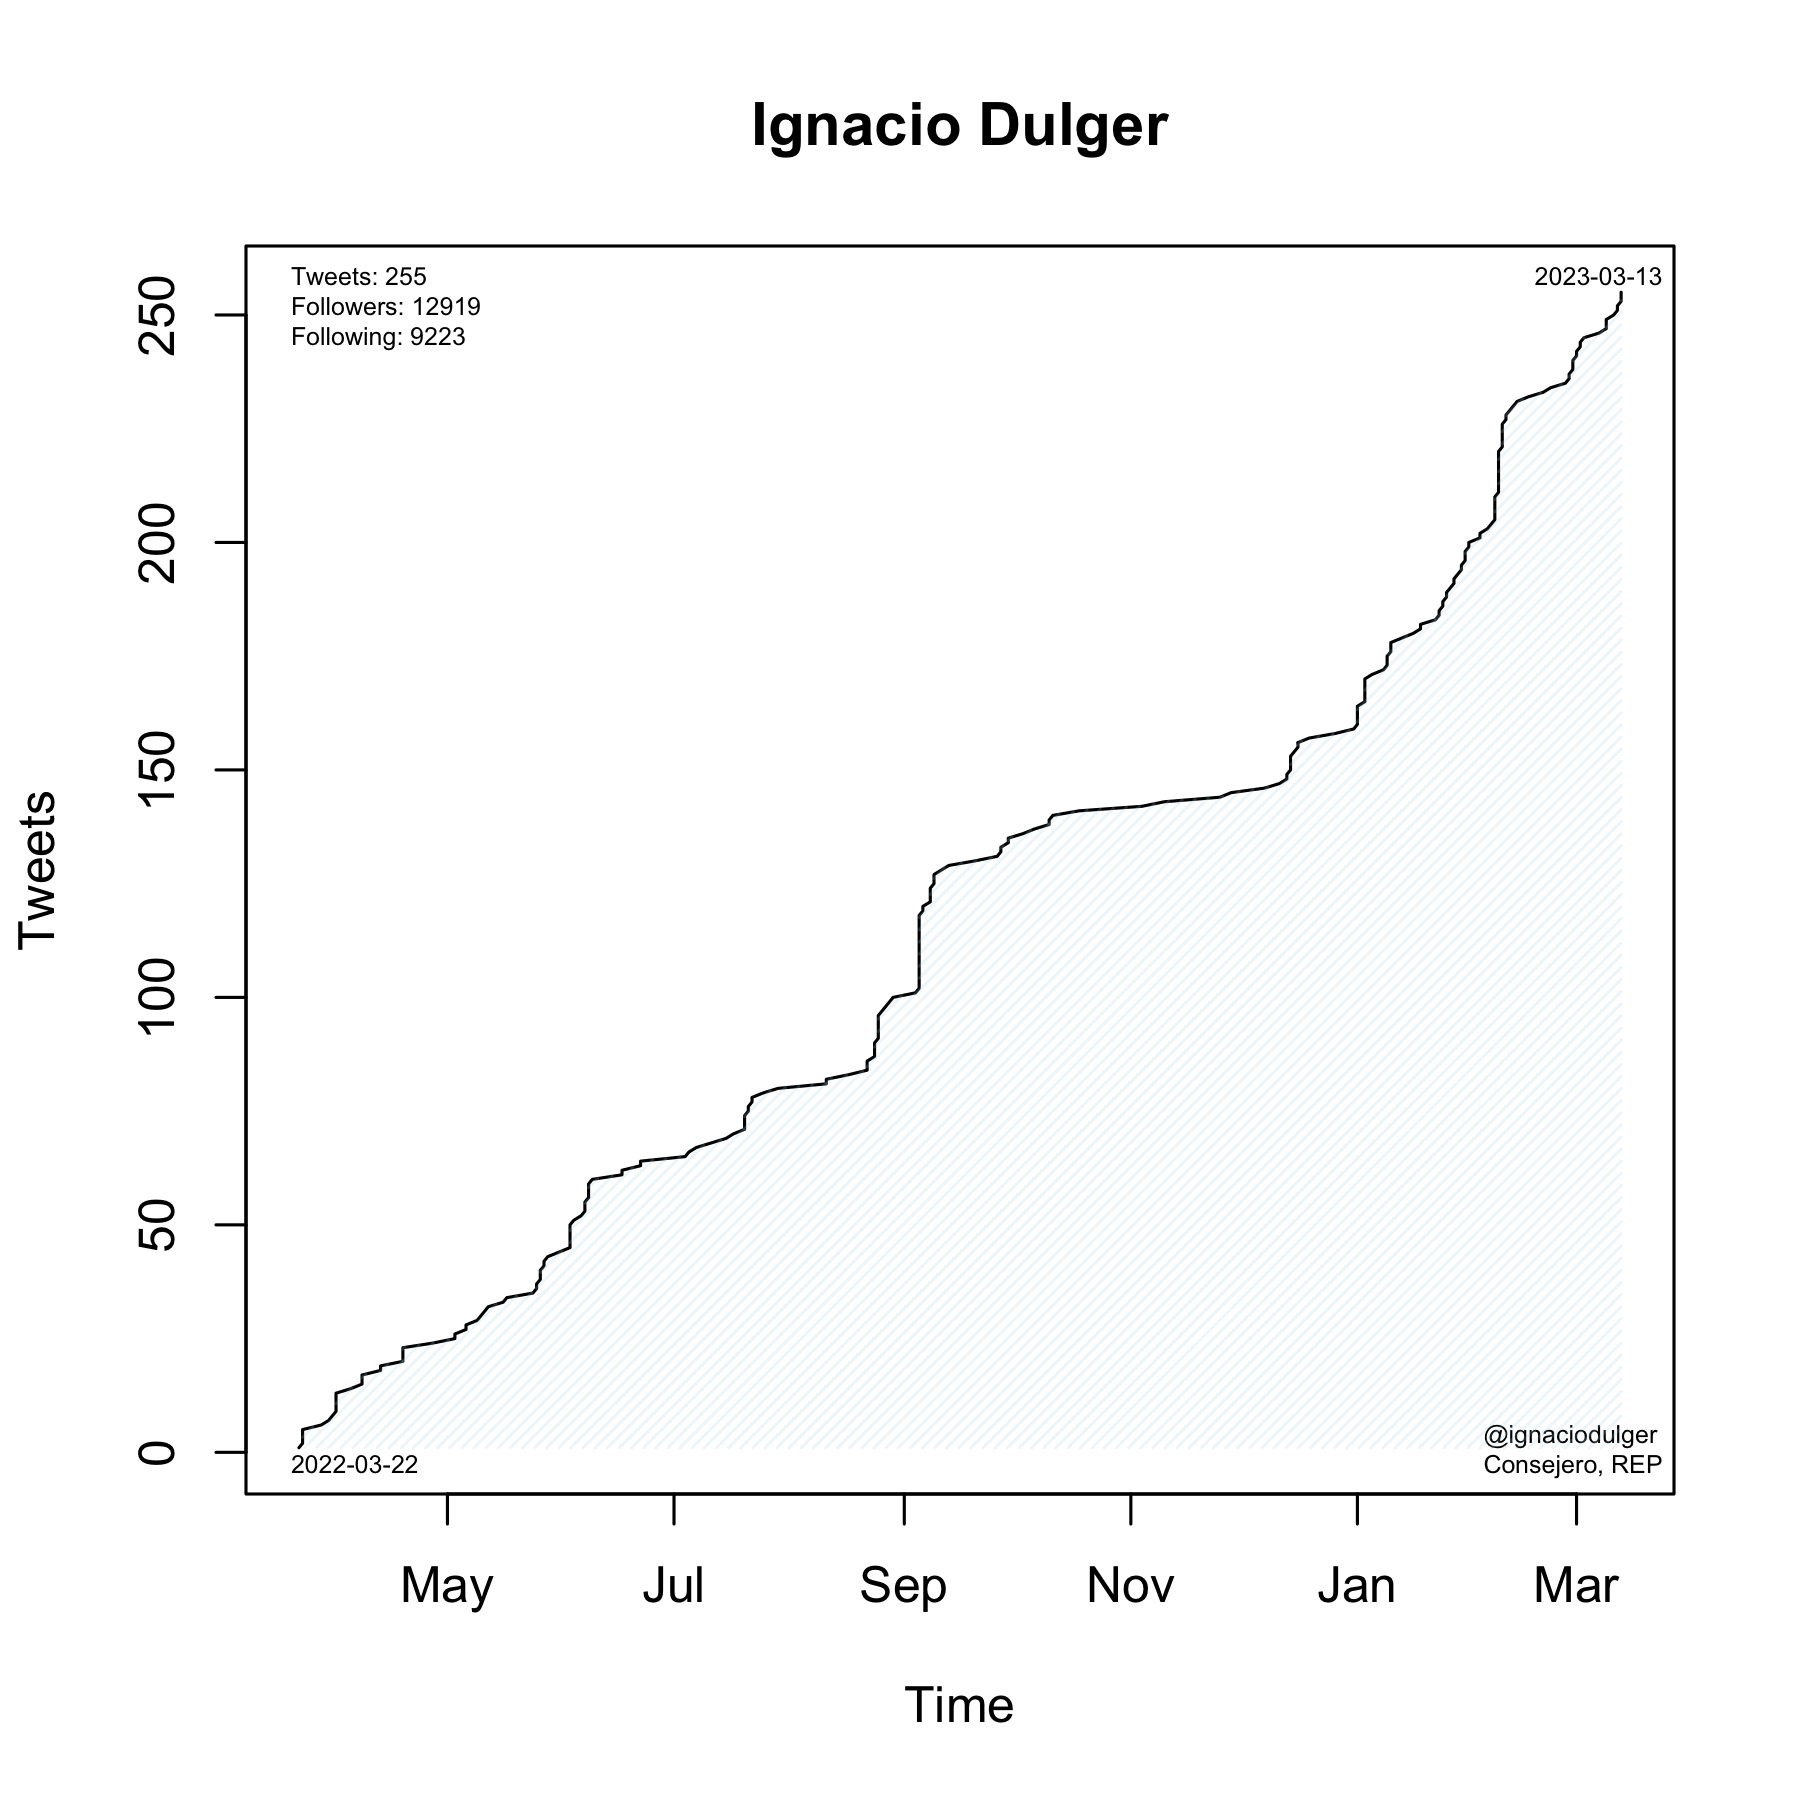 Ignacio Dulger
Tweets: 255
Followers: 12919
Following: 9223
2023-03-13
250
200
150
100
50
0
Tweets
2022-03-22
@ignaciodulger
Consejero, REP
May Jul Sep Nov Jan Mar
Time